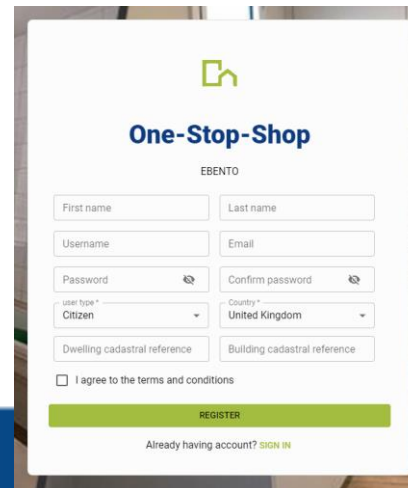 One-Stop-Shop
EBENTO
First name Last name
Username Email
Password Confirm password
user type * Country *
Citizen United Kingdom
Dwelling cadastral reference Building cadastral reference
I agree to the terms and conditions
REGISTER
Already having account? SIGN IN